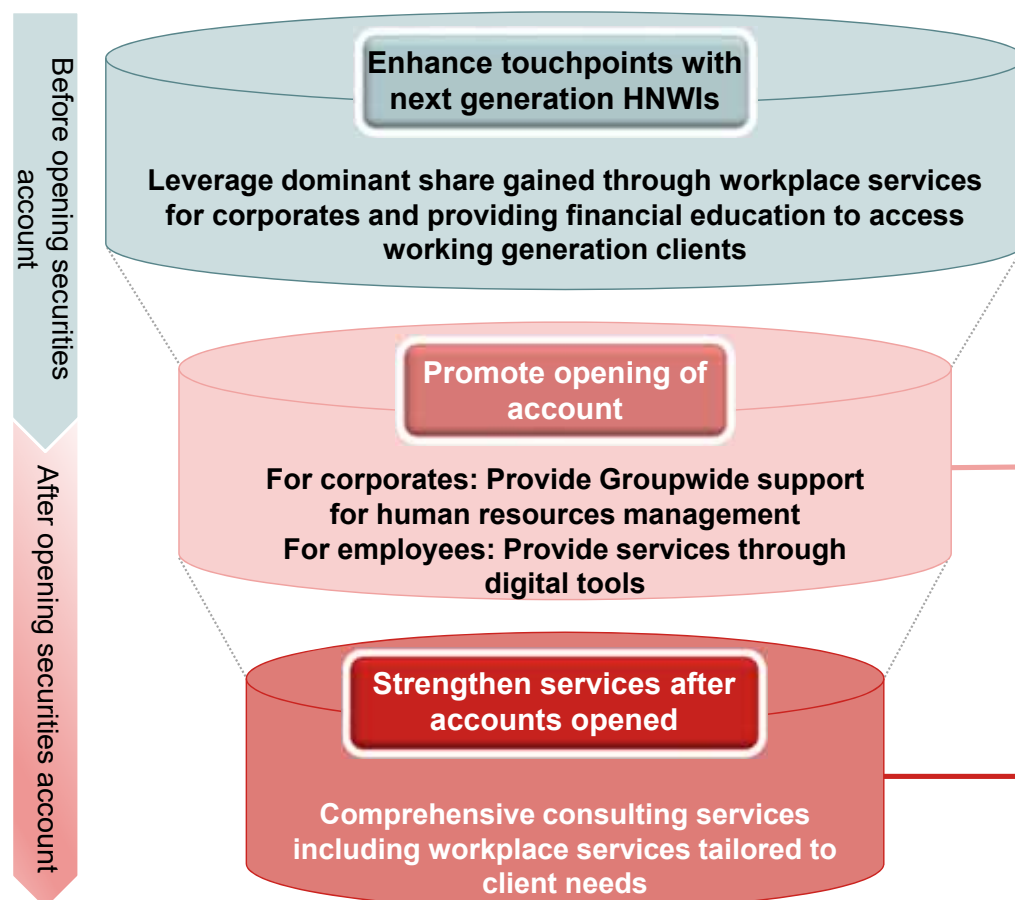 Before opening securities
account
Enhance touchpoints with
next generation HNWIs
Leverage dominant share gained through workplace services
for corporates and providing financial education to access
working generation clients
Promote opening of
account
For corporates: Provide Groupwide support
for human resources management
For employees: Provide services through
digital tools
After opening securities account
Strengthen services after
accounts opened
Comprehensive consulting services
including workplace services tailored to
client needs